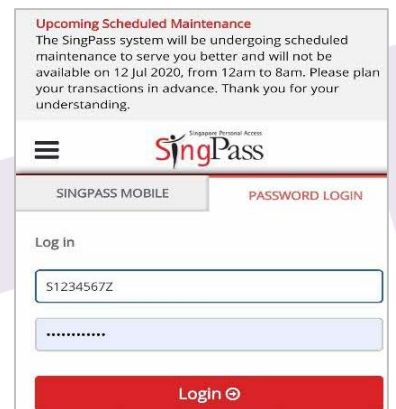 Upcoming Scheduled Maintenance
The SingPass system will be undergoing scheduled
maintenance to serve you better and will not be
available on 12 Jul 2020, from 12am to 8am. Please plan
your transactions in advance. Thank you for your
understanding.
Singapore Personal Access
SingPass
SINGPASS MOBILE
PASSWORD LOGIN
Log in
S1234567Z
••••••••••••
Login